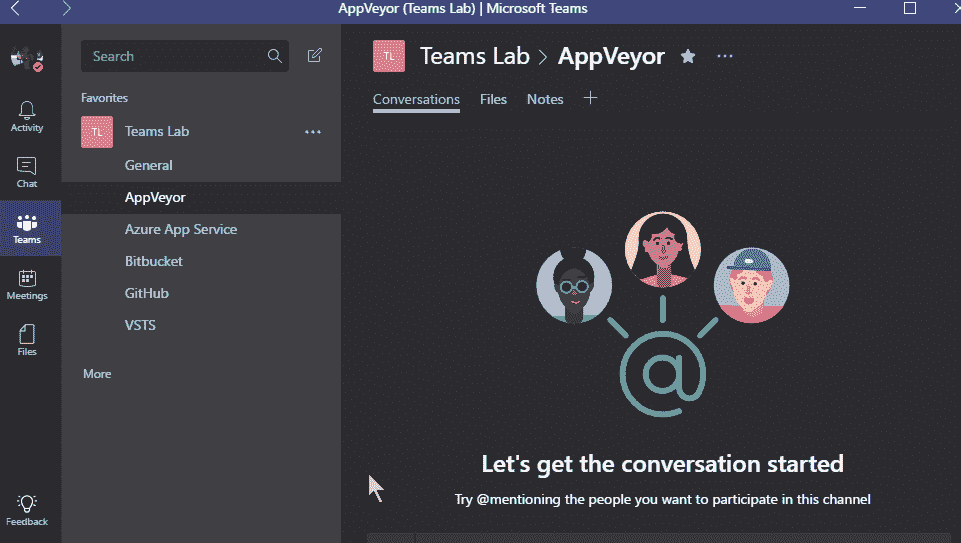 AppVeyor (Teams Lab) | Microsoft Teams
Activity
Chat
Teams
Meetings
Files
Feedback
Search
Favorites
TL Teams Lab
General
AppVeyor
Azure App Service
Bitbucket
GitHub
VSTS
More
TL Teams Lab > AppVeyor
Conversations Files Notes +
@
Let's get the conversation started
Try @mentioning the people you want to participate in this channel